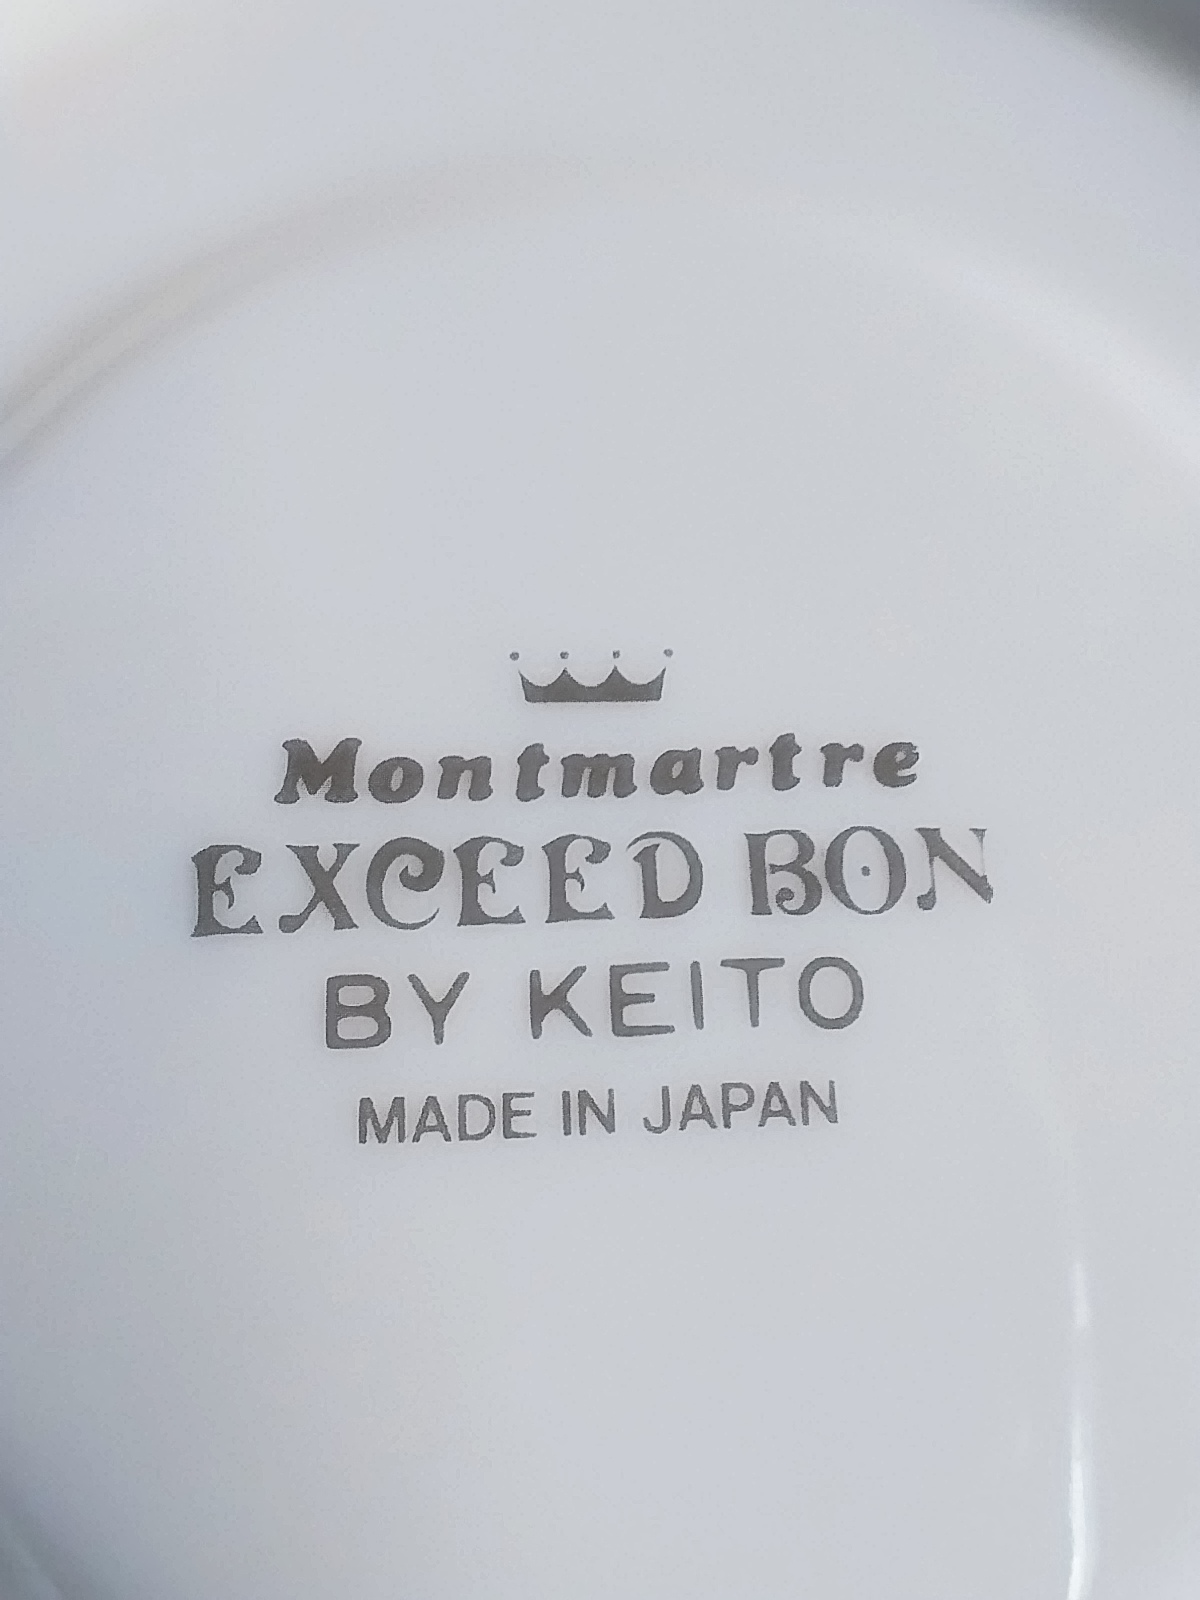 Montmartre
EXCEED BON
BY KEITO
MADE IN JAPAN